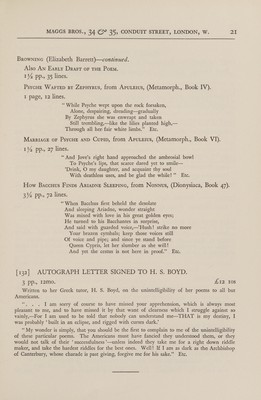 MAGGS BROS., 34 & 35, CONDUIT STREET, LONDON, W. 21
BROWNING (Elizabeth Barrett)—continued.
ALSO AN EARLY DRAFT OF THE POEM.
1½ pp., 35 lines.
PSYCHE WAFTED BY ZEPHYRUS, from APULEIUS, (Metamorph., Book IV).
1 page, 12 lines.
"While Psyche wept upon the rock forsaken,
Alone, despairing, dreading—gradually
By Zephyrus she was enwrapt and taken
Still trembling,—like the lilies planted high,—
Through all her fair white limbs." Etc.
MARRIAGE OF PSYCHE AND CUPID, from APULEIUS, (Metamorph., Book VI).
1¼ pp., 27 lines.
"And Jove's right hand approached the ambrosial bowl
To Psyche's lips, that scarce dared yet to smile—
'Drink, O my daughter, and acquaint thy soul
With deathless uses, and be glad the while!'" Etc.
HOW BACCHUS FINDS ARIADNE SLEEPING, from NONNUS, (Dionysiaca, Book 47).
3¼ pp., 72 lines.
"When Bacchus first beheld the desolate
And sleeping Ariadne, wonder straight
Was mixed with love in his great golden eyes;
He turned to his Bacchantes in surprise,
And said with guarded voice,—'Hush! strike no more
Your brazen cymbals; keep those voices still
Of voice and pipe; and since ye stand before
Queen Cypris, let her slumber as she will!
And yet the cestus is not here in proof." Etc.
[132] AUTOGRAPH LETTER SIGNED TO H. S. BOYD.
5 pp., 12mo. £12 10s
Written to her Greek tutor, H. S. Boyd, on the unintelligibility of her poems to all but
Americans.
". . . . I am sorry of course to have missed your apprehension, which is always most
pleasant to me, and to have missed it by that want of clearness which I struggle against so
vainly,—For I am used to be told that nobody can understand me—THAT is my destiny, I
was probably 'built in an eclipse, and rigged with curses dark.'
"My wonder is simply, that you should be the first to complain to me of the unintelligibility
of these particular poems. The Americans must have fancied they understood them, or they
would not talk of their 'successfulness'—unless indeed they take me for a right down riddle
maker, and take the hardest riddles for the best ones. Well! If I am as dark as the Archbishop
of Canterbury, whose charade is past giving, forgive me for his sake." Etc.